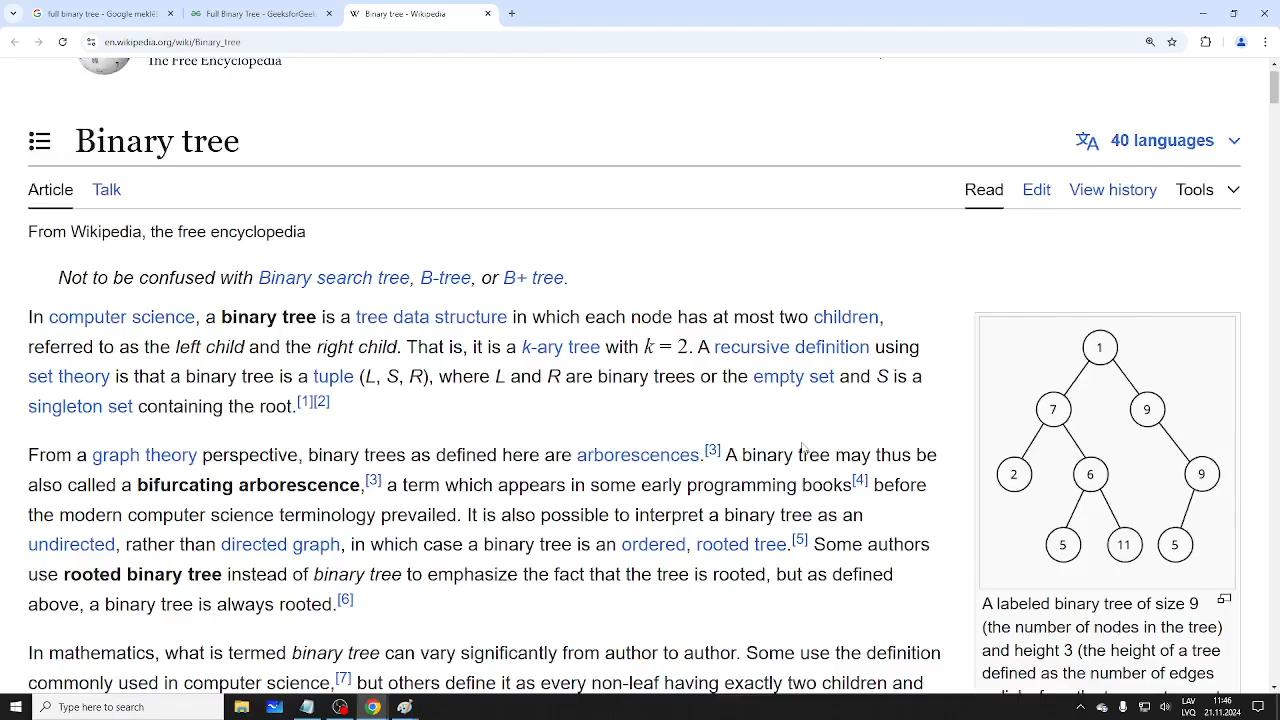 full binary tree - Google meklēš
Full Binary Tree - GeeksforGeek
Binary tree - Wikipedia
en.wikipedia.org/wiki/Binary_tree
The Free Encyclopedia
Binary tree
40 languages
Article Talk
Read Edit View history Tools
From Wikipedia, the free encyclopedia
Not to be confused with Binary search tree, B-tree, or B+ tree.
In computer science, a binary tree is a tree data structure in which each node has at most two children,
referred to as the left child and the right child. That is, it is a k-ary tree with k = 2. A recursive definition using
set theory is that a binary tree is a tuple (L, S, R), where L and R are binary trees or the empty set and S is a
singleton set containing the root.[1][2]
From a graph theory perspective, binary trees as defined here are arborescences.[3] A binary tree may thus be
also called a bifurcating arborescence,[3] a term which appears in some early programming books[4] before
the modern computer science terminology prevailed. It is also possible to interpret a binary tree as an
undirected, rather than directed graph, in which case a binary tree is an ordered, rooted tree.[5] Some authors
use rooted binary tree instead of binary tree to emphasize the fact that the tree is rooted, but as defined
above, a binary tree is always rooted.[6]
In mathematics, what is termed binary tree can vary significantly from author to author. Some use the definition
commonly used in computer science,[7] but others define it as every non-leaf having exactly two children and
1
7 9
2 6 9
5 11 5
A labeled binary tree of size 9
(the number of nodes in the tree)
and height 3 (the height of a tree
defined as the number of edges
Type here to search
LAV
LVQ
11:46
21.11.2024